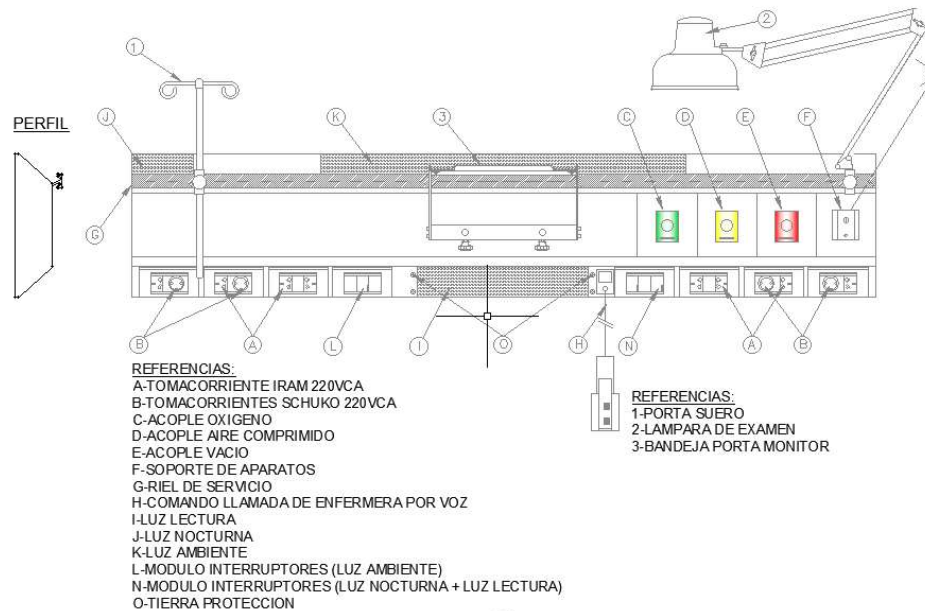 1
2
PERFIL
J
K
3
C
D
E
F
G
B
A
L
I
O
H
N
A
B
REFERENCIAS:
A-TOMACORRIENTE IRAM 220VCA
B-TOMACORRIENTES SCHUKO 220VCA
C-ACOPLE OXIGENO
D-ACOPLE AIRE COMPRIMIDO
E-ACOPLE VACIO
F-SOPORTE DE APARATOS
G-RIEL DE SERVICIO
H-COMANDO LLAMADA DE ENFERMERA POR VOZ
I-LUZ LECTURA
J-LUZ NOCTURNA
K-LUZ AMBIENTE
L-MODULO INTERRUPTORES (LUZ AMBIENTE)
N-MODULO INTERRUPTORES (LUZ NOCTURNA + LUZ LECTURA)
O-TIERRA PROTECCION
REFERENCIAS:
1-PORTA SUERO
2-LAMPARA DE EXAMEN
3-BANDEJA PORTA MONITOR